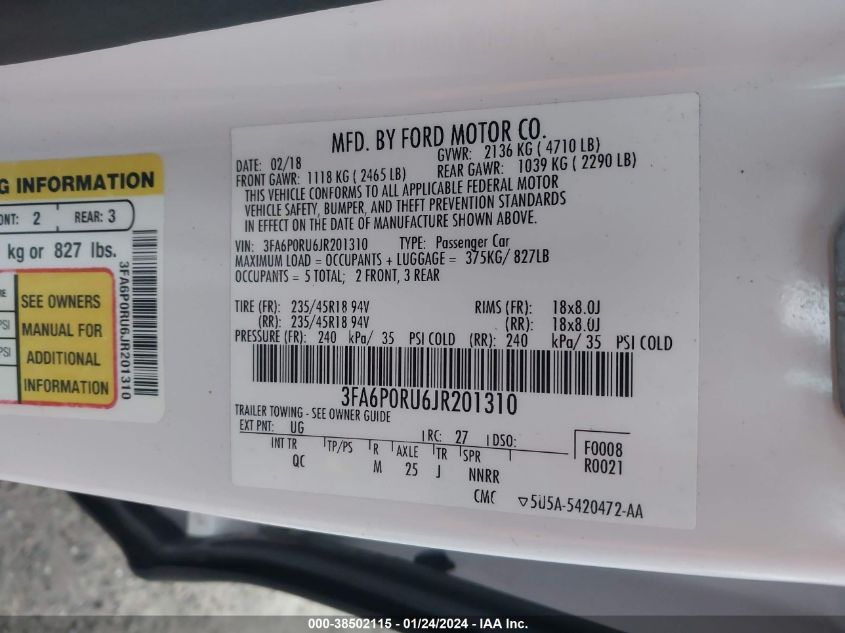 G INFORMATION
ONT: 2 REAR: 3
kg or 827 lbs.
SEE OWNERS
MANUAL FOR
ADDITIONAL
INFORMATION
PSI
PSI
3FA6P0RU6JR201310
MFD. BY FORD MOTOR CO.
DATE: 02/18 GVWR: 2136 KG ( 4710 LB)
FRONT GAWR: 1118 KG ( 2465 LB) REAR GAWR: 1039 KG ( 2290 LB)
THIS VEHICLE CONFORMS TO ALL APPLICABLE FEDERAL MOTOR
VEHICLE SAFETY, BUMPER, AND THEFT PREVENTION STANDARDS
IN EFFECT ON THE DATE OF MANUFACTURE SHOWN ABOVE.
VIN: 3FA6P0RU6JR201310 TYPE: Passenger Car
MAXIMUM LOAD = OCCUPANTS + LUGGAGE = 375KG/ 827LB
OCCUPANTS = 5 TOTAL; 2 FRONT, 3 REAR
TIRE (FR): 235/45R18 94V RIMS (FR): 18x8.0J
(RR): 235/45R18 94V (RR): 18x8.0J
PRESSURE (FR): 240 kPa/ 35 PSI COLD (RR): 240 kPa/ 35 PSI COLD
3FA6P0RU6JR201310
TRAILER TOWING - SEE OWNER GUIDE
EXT PNT: UG RC: 27 DSO:
INT TR TP/PS R AXLE TR SPR
QC M 25 J NNRR
F0008
R0021
CMC ▽5U5A-5420472-AA
000-38502115 - 01/24/2024 - IAA Inc.